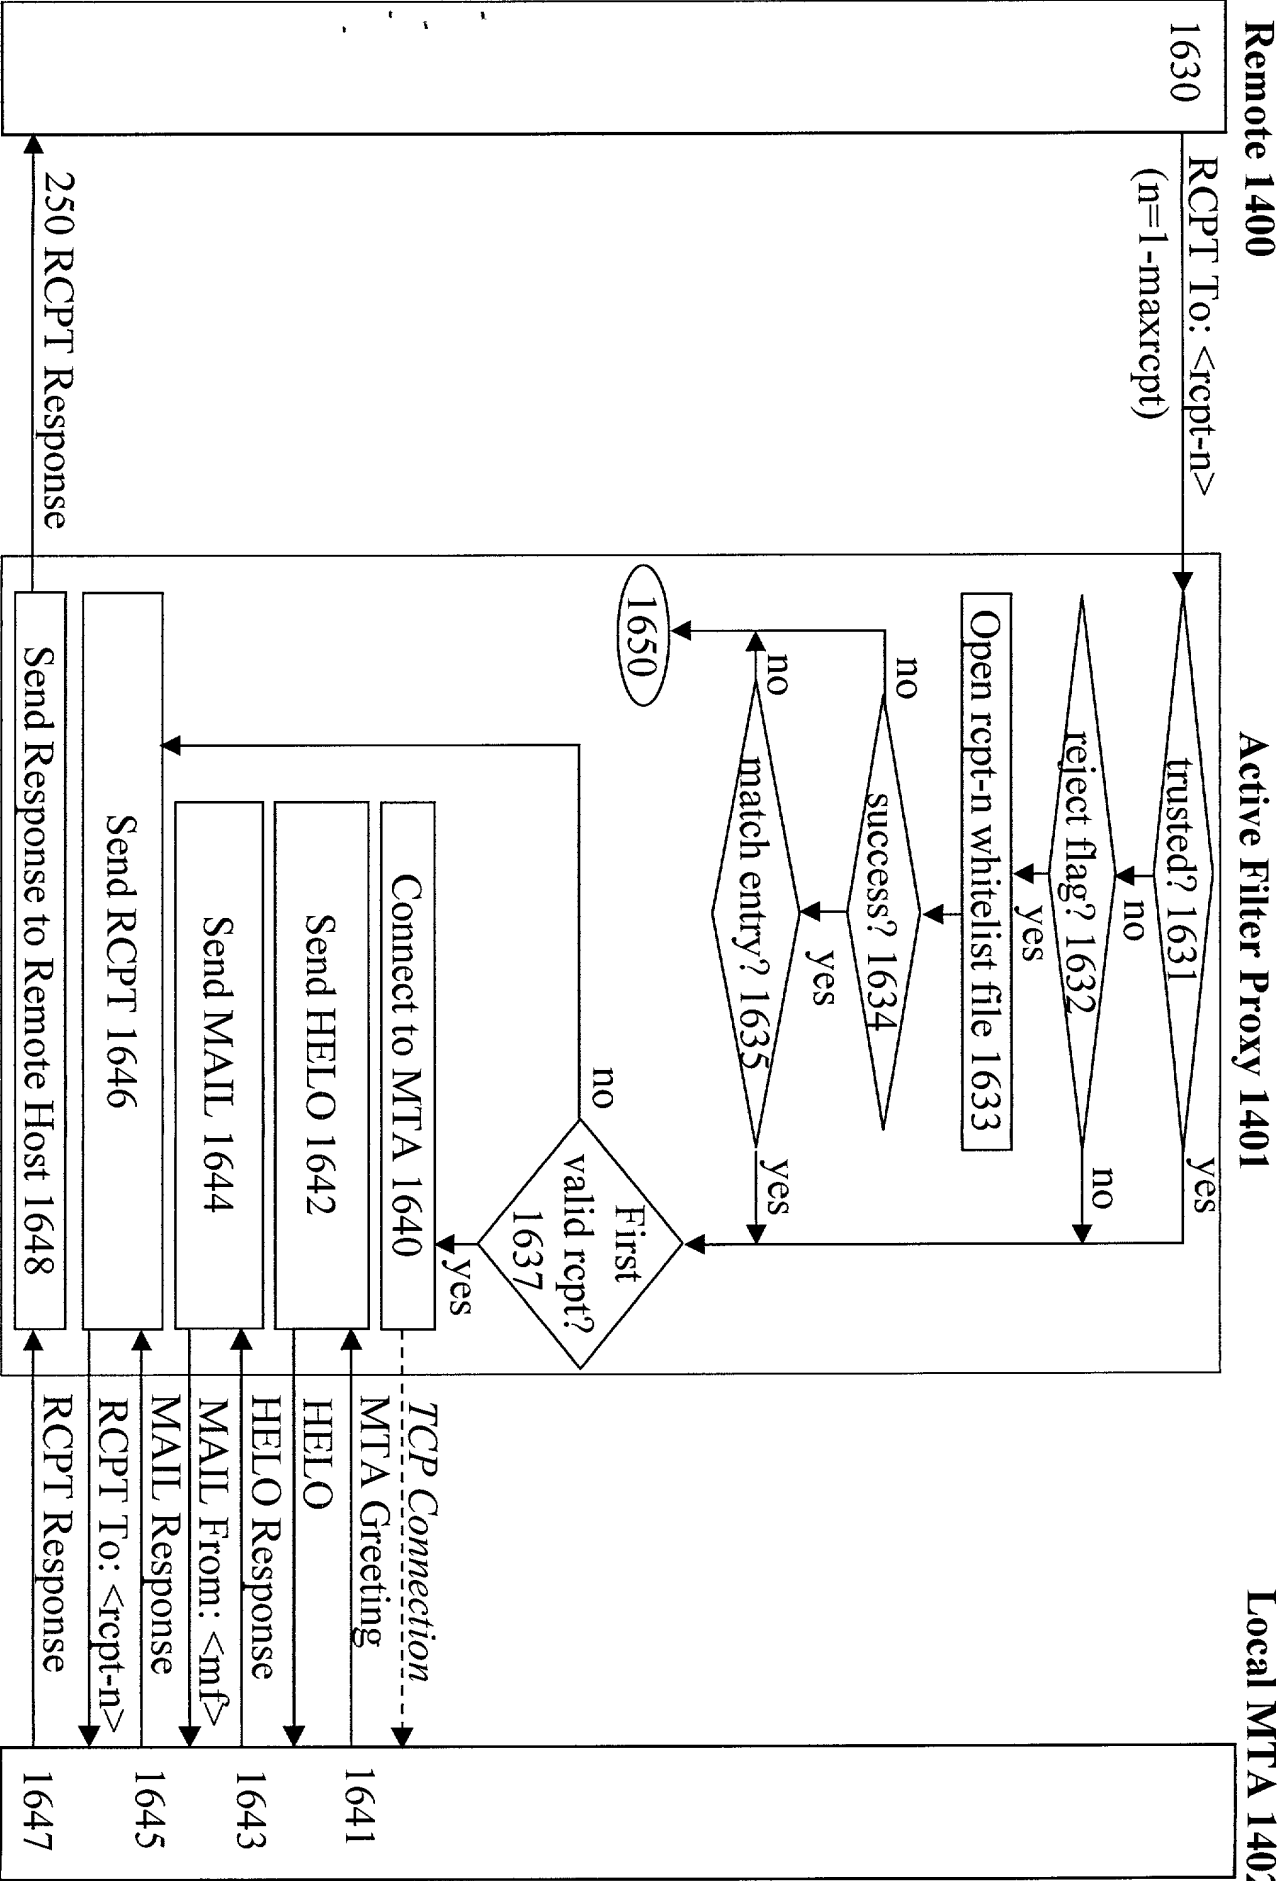 Remote 1400
Active Filter Proxy 1401
Local MTA 1402
1630
RCPT To: <rcpt-n>
(n=1-maxrcpt)
trusted? 1631
yes
no
reject flag? 1632
no
yes
Open rcpt-n whitelist file 1633
success? 1634
no
yes
match entry? 1635
no
yes
1650
First
valid rcpt?
1637
no
yes
Connect to MTA 1640
TCP Connection
MTA Greeting
1641
Send HELO 1642
HELO
HELO Response
1643
Send MAIL 1644
MAIL From: <mf>
MAIL Response
1645
Send RCPT 1646
RCPT To: <rcpt-n>
RCPT Response
1647
Send Response to Remote Host 1648
250 RCPT Response